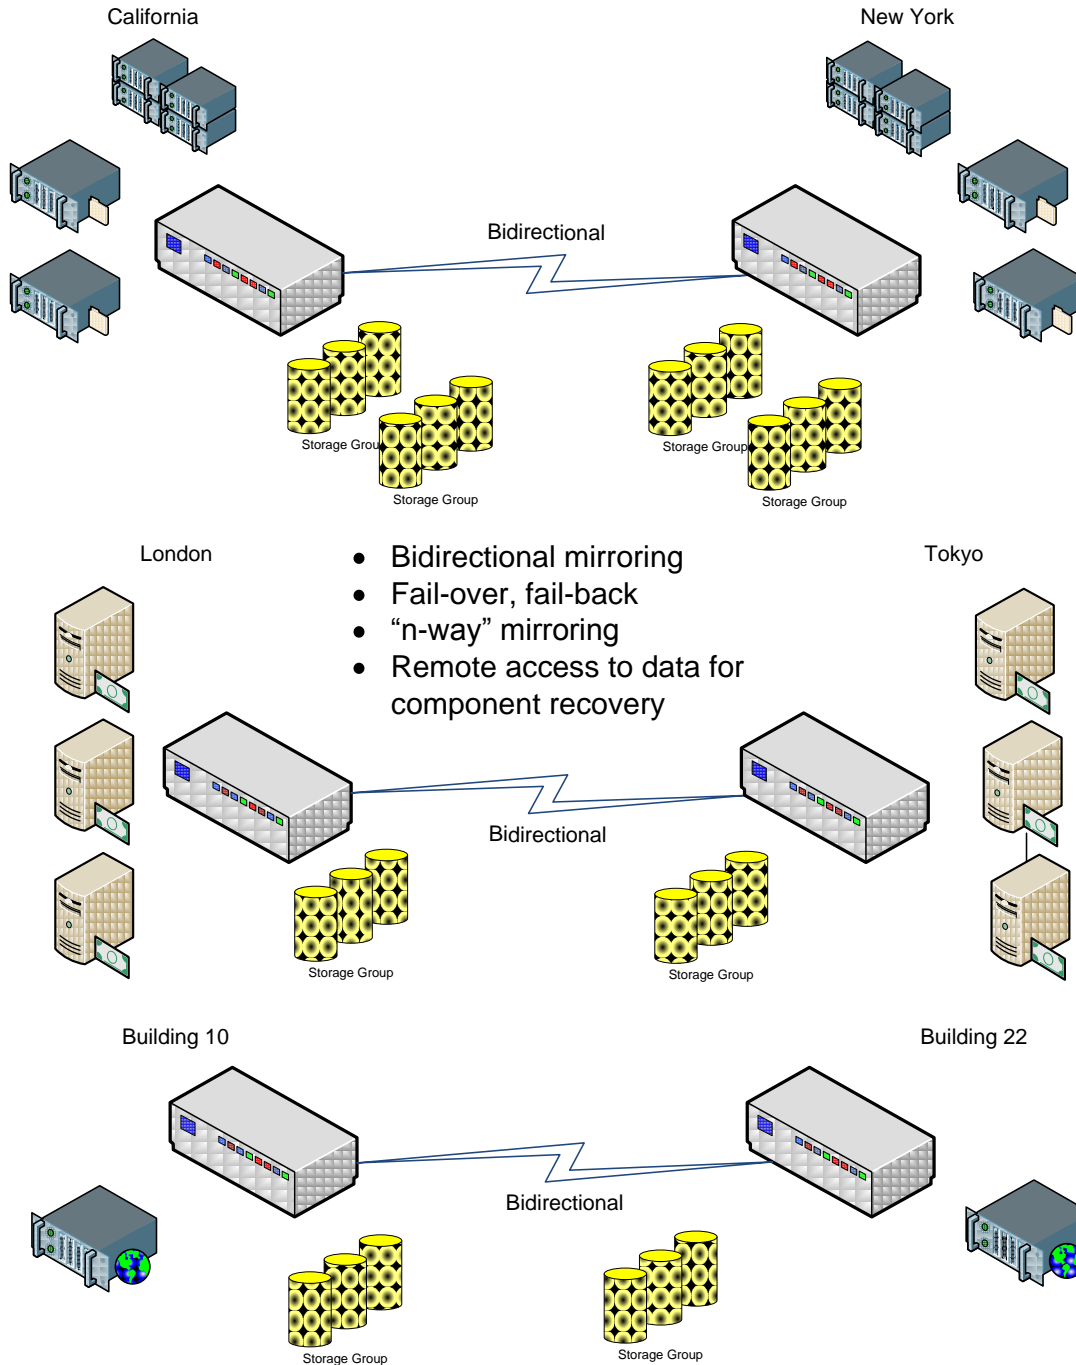 California
New York
Bidirectional
Storage Group
Storage Group
Storage Group
Storage Group
London
Tokyo
• Bidirectional mirroring
• Fail-over, fail-back
• “n-way” mirroring
• Remote access to data for
component recovery
Bidirectional
Storage Group
Storage Group
Building 10
Building 22
Bidirectional
Storage Group
Storage Group